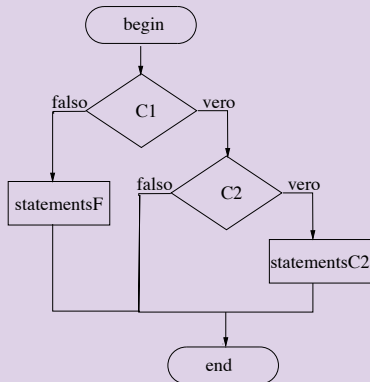 begin
falso
C1
vero
statementsF
falso
C2
vero
statementsC2
end